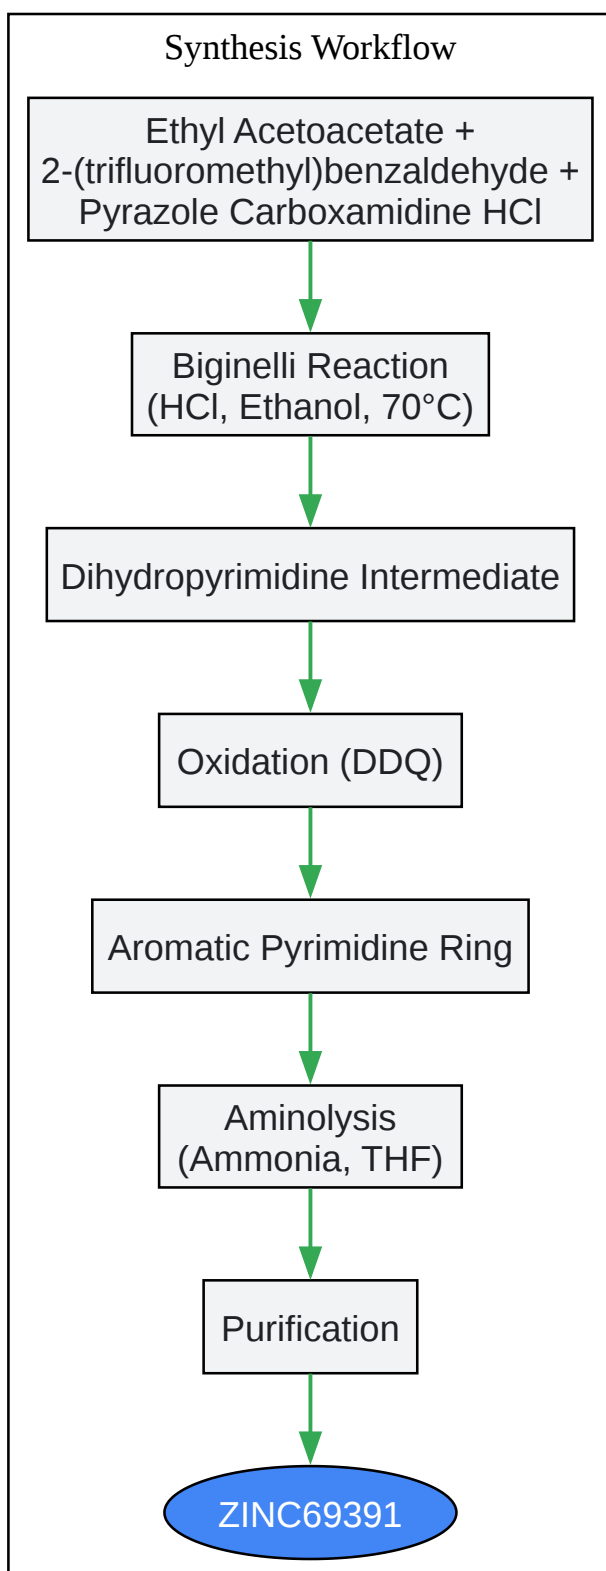 Synthesis Workflow
Ethyl Acetoacetate +
2-(trifluoromethyl)benzaldehyde +
Pyrazole Carboxamidine HCl
Biginelli Reaction
(HCl, Ethanol, 70°C)
Dihydropyrimidine Intermediate
Oxidation (DDQ)
Aromatic Pyrimidine Ring
Aminolysis
(Ammonia, THF)
Purification
ZINC69391